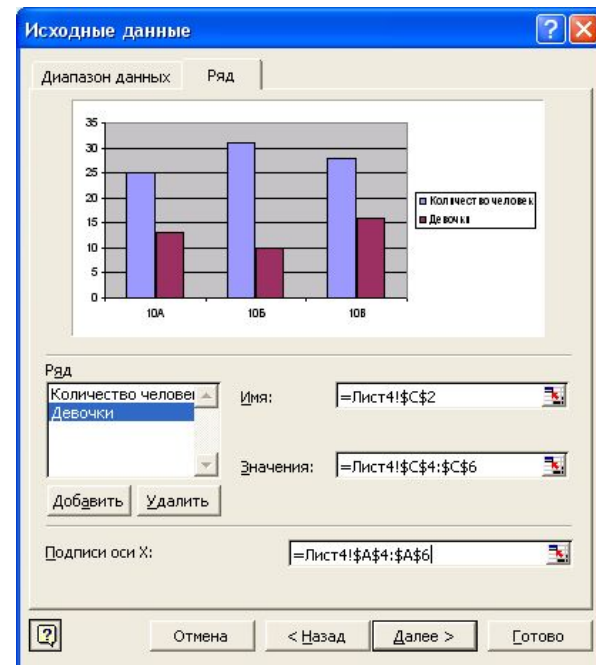 Исходные данные
Диапазон данных Ряд
35
30
25
20
15
10
5
0
10А 10Б 10В
Количество человек
Девочки
Ряд
Количество человек
Девочки
Имя: =Лист4!$C$2
Значения: =Лист4!$C$4:$C$6
Добавить Удалить
Подписи оси X: =Лист4!$A$4:$A$6
Отмена < Назад Далее > Готово